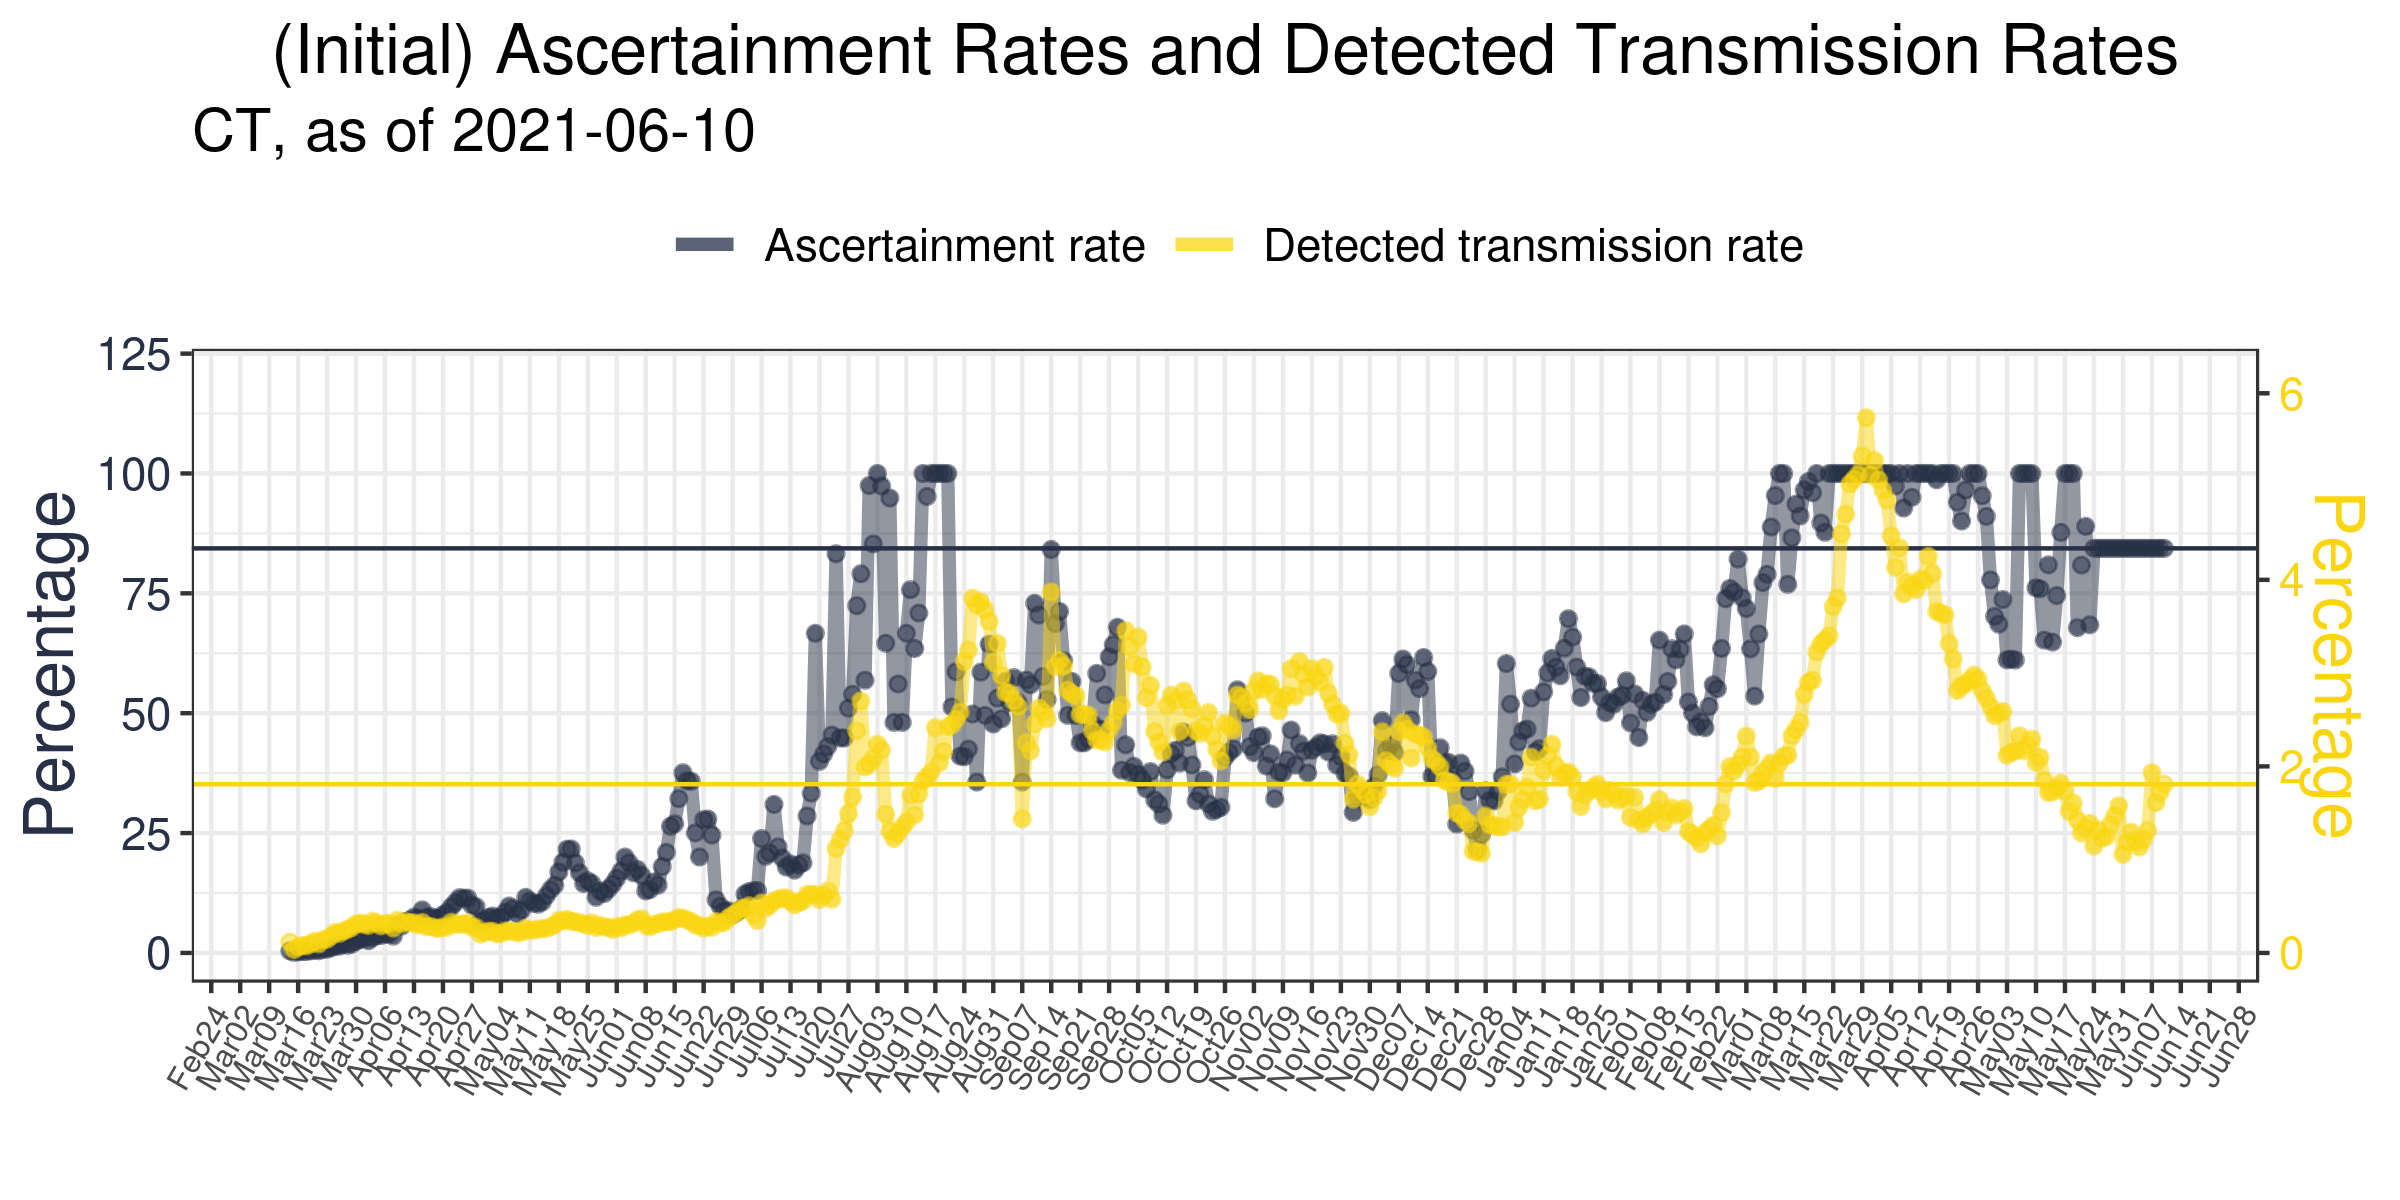 (Initial) Ascertainment Rates and Detected Transmission Rates
CT, as of 2021-06-10
Ascertainment rate Detected transmission rate
125
100
75
50
25
0
Percentage
6
4
2
0
Percentage
Feb24 Mar02 Mar09 Mar16 Mar23 Mar30 Apr06 Apr13 Apr20 Apr27 May04 May11 May18 May25 Jun01 Jun08 Jun15 Jun22 Jun29 Jul06 Jul13 Jul20 Jul27 Aug03 Aug10 Aug17 Aug24 Aug31 Sep07 Sep14 Sep21 Sep28 Oct05 Oct12 Oct19 Oct26 Nov02 Nov09 Nov16 Nov23 Nov30 Dec07 Dec14 Dec21 Dec28 Jan04 Jan11 Jan18 Jan25 Feb01 Feb08 Feb15 Feb22 Mar01 Mar08 Mar15 Mar22 Mar29 Apr05 Apr12 Apr19 Apr26 May03 May10 May17 May24 May31 Jun07 Jun14 Jun21 Jun28